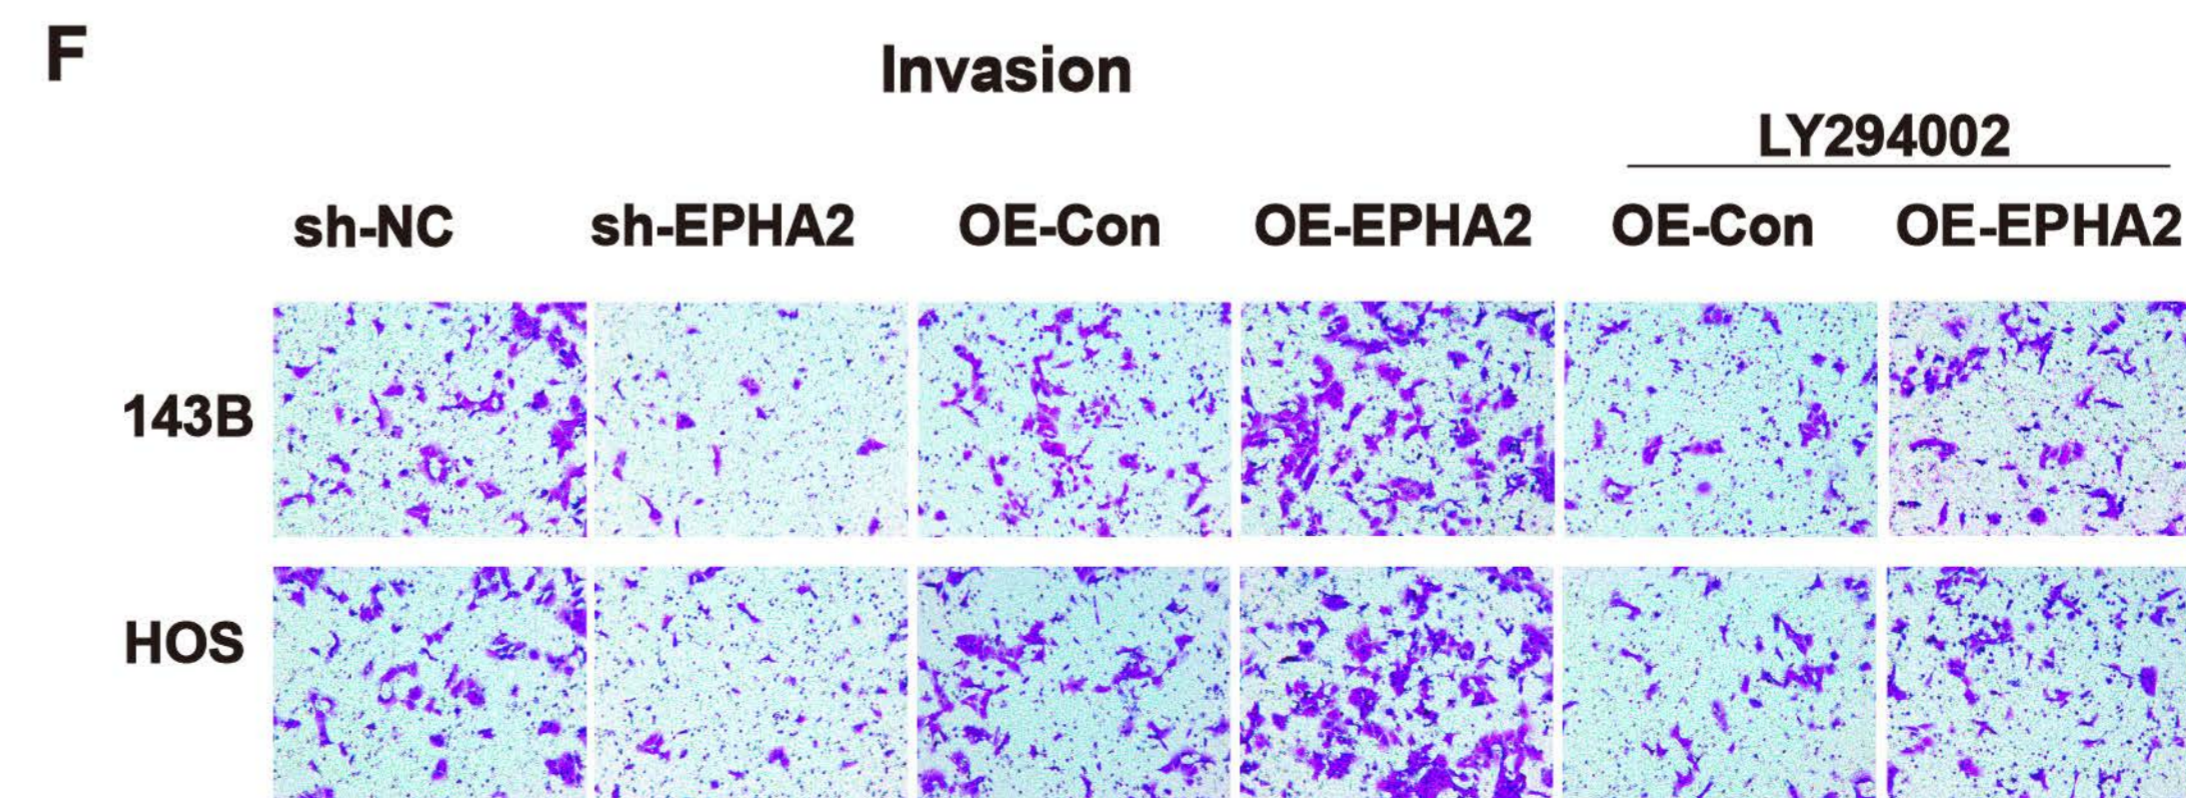 F
Invasion
LY294002
sh-NC sh-EPHA2 OE-Con OE-EPHA2 OE-Con OE-EPHA2
143B
HOS